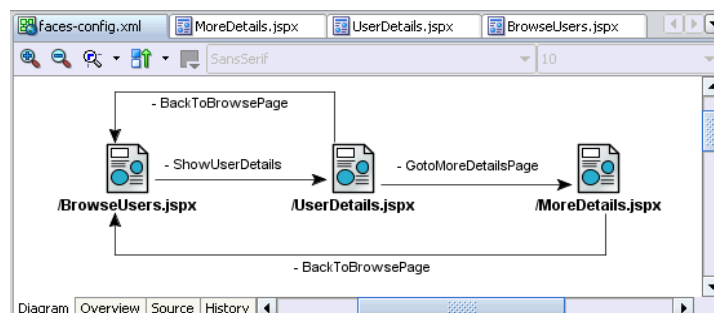 faces-config.xml MoreDetails.jspx UserDetails.jspx BrowseUsers.jspx
SansSerif 10
- BackToBrowsePage
- ShowUserDetails - GotoMoreDetailsPage
/BrowseUsers.jspx /UserDetails.jspx /MoreDetails.jspx
- BackToBrowsePage
Diagram Overview Source History